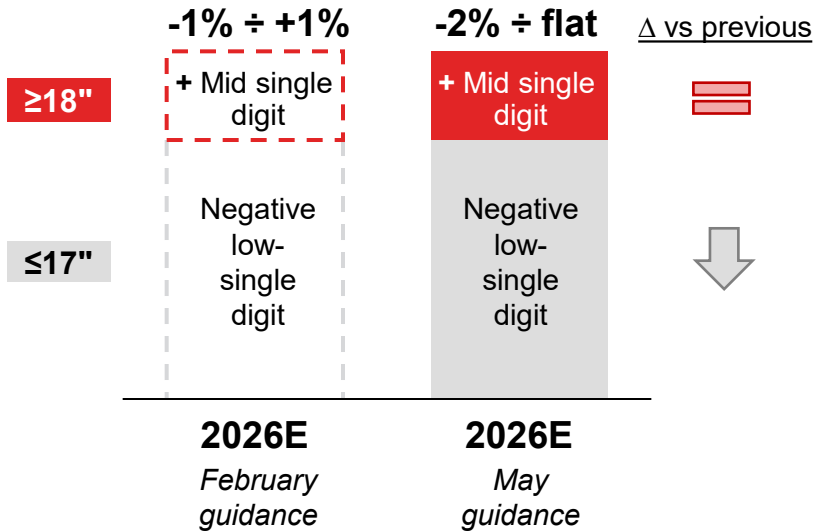 -1% ÷ +1%
-2% ÷ flat
Δ vs previous
≥18"
+ Mid single
digit
+ Mid single
digit
≤17"
Negative
low-
single
digit
Negative
low-
single
digit
2026E
February
guidance
2026E
May
guidance